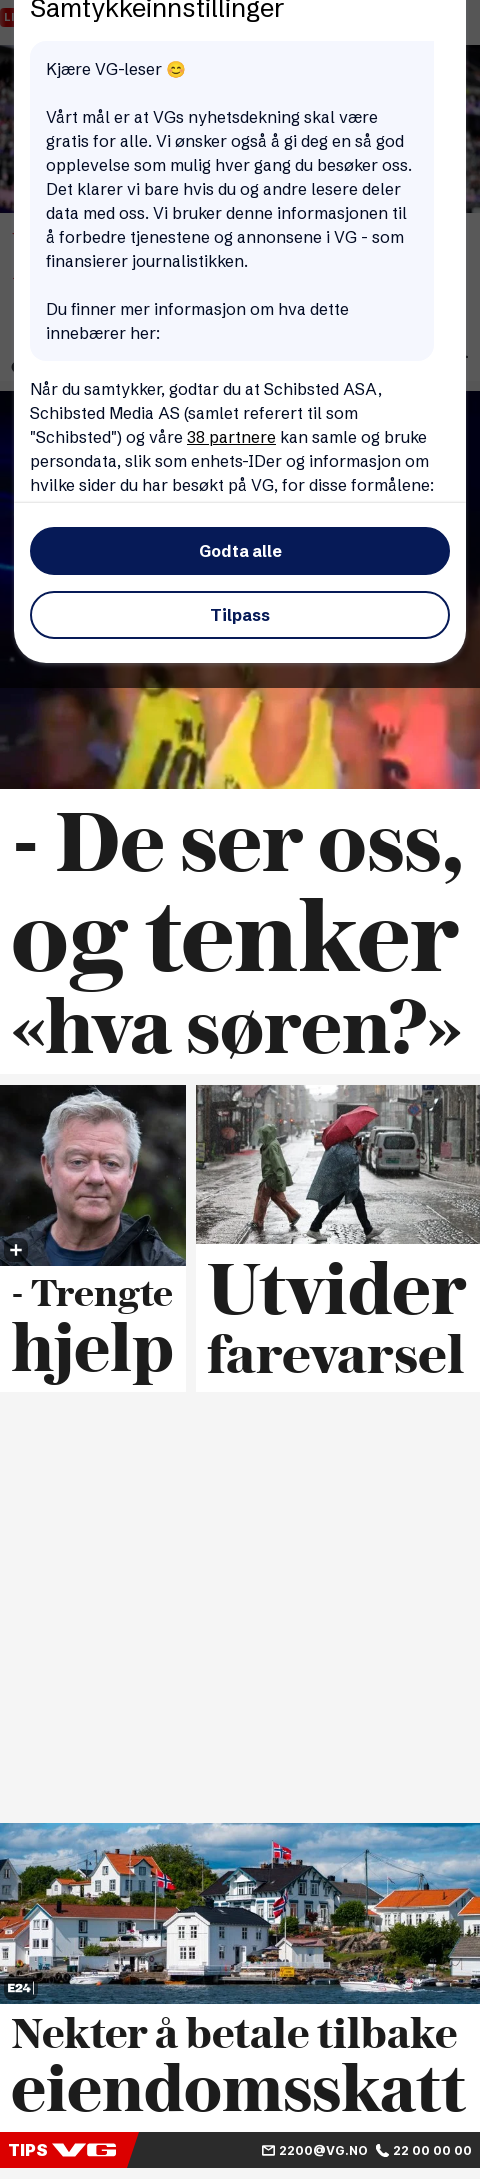 Samtykkeinnstillinger
Kjære VG-leser 😊
Vårt mål er at VGs nyhetsdekning skal være
gratis for alle. Vi ønsker også å gi deg en så god
opplevelse som mulig hver gang du besøker oss.
Det klarer vi bare hvis du og andre lesere deler
data med oss. Vi bruker denne informasjonen til
å forbedre tjenestene og annonsene i VG - som
finansierer journalistikken.
Du finner mer informasjon om hva dette
innebærer her:
Når du samtykker, godtar du at Schibsted ASA,
Schibsted Media AS (samlet referert til som
"Schibsted") og våre 38 partnere kan samle og bruke
persondata, slik som enhets-IDer og informasjon om
hvilke sider du har besøkt på VG, for disse formålene:
Godta alle
Tilpass
- De ser oss,
og tenker
«hva søren?»
- Trengte
hjelp
Utvider
farevarsel
E24
Nekter å betale tilbake
eiendomsskatt
TIPS VG 2200@VG.NO 22 00 00 00